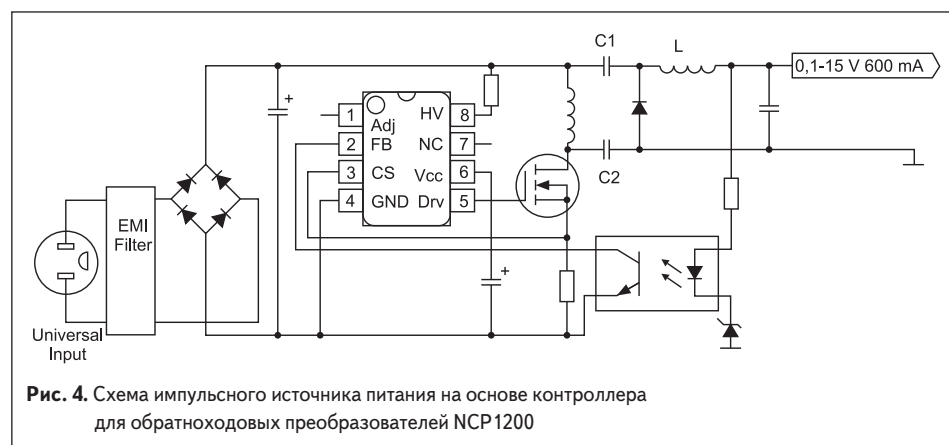 C1
L
0,1-15 V 600 mA
+
1
Adj
HV
8
2
FB
NC
7
3
CS
Vcc
6
4
GND
Drv
5
C2
EMI
Filter
+
Universal
Input
Рис. 4. Схема импульсного источника питания на основе контроллера
для обратноходовых преобразователей NCP1200